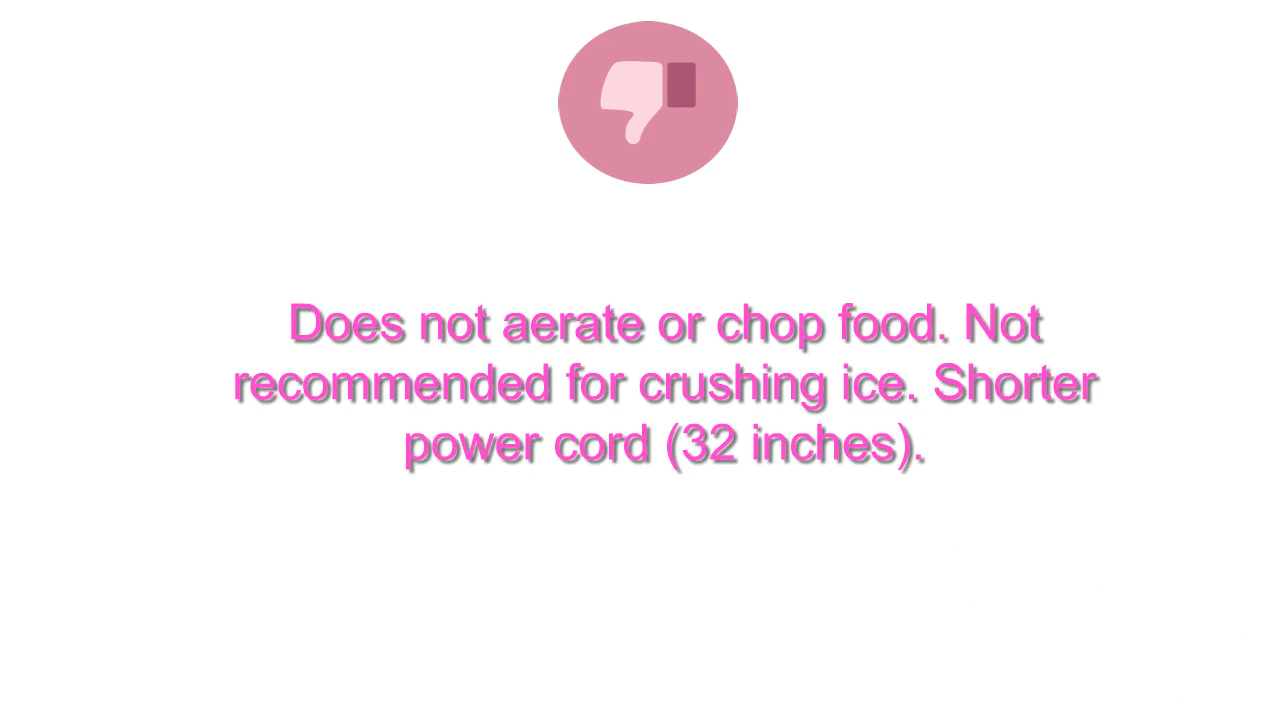 Does not aerate or chop food. Not
recommended for crushing ice. Shorter
power cord (32 inches).